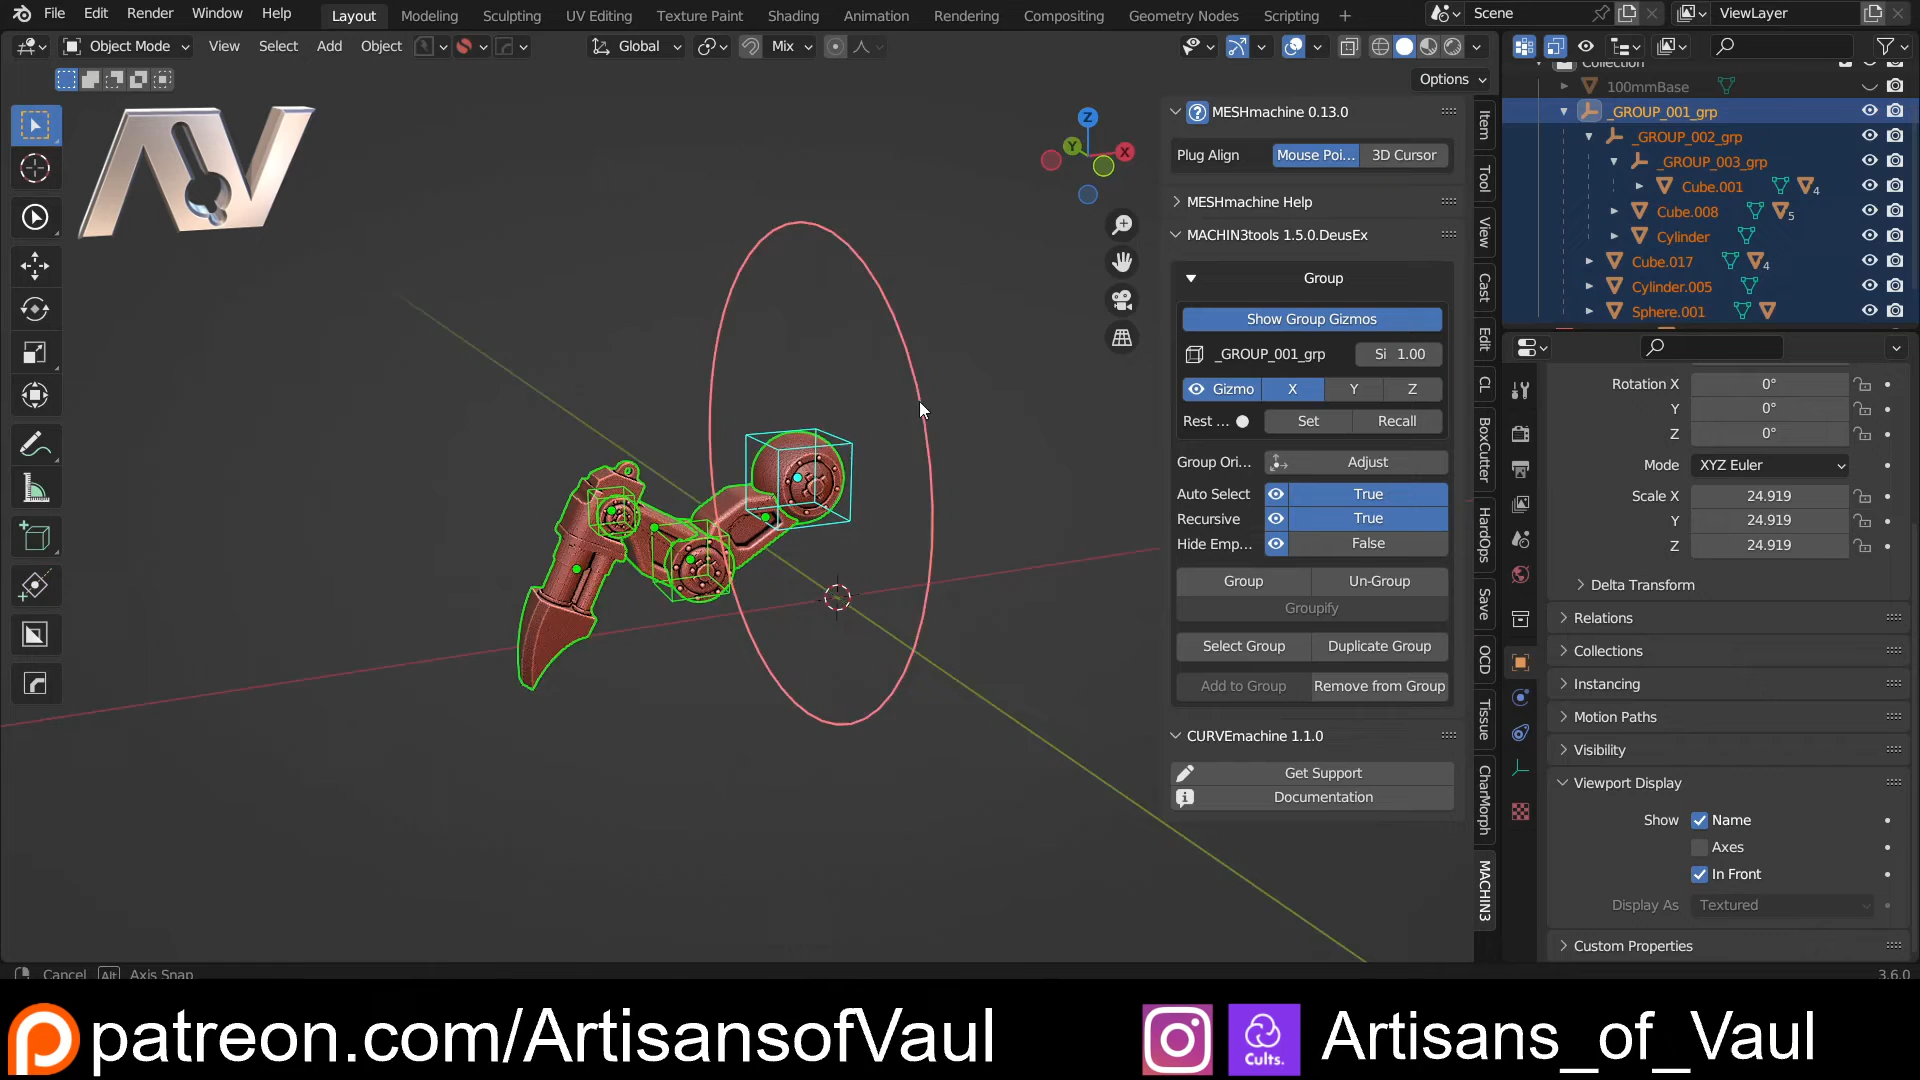 File Edit Render Window Help Layout Modeling Sculpting UV Editing Texture Paint Shading Animation Rendering Compositing Geometry Nodes Scripting + Scene ViewLayer
Object Mode View Select Add Object Global Mix
Options
Collection
100mmBase
_GROUP_001_grp
_GROUP_002_grp
_GROUP_003_grp
Cube.001 4
Cube.008 5
Cylinder
Cube.017 4
Cylinder.005
Sphere.001
AV
Z
Y
X
MESHmachine 0.13.0
Plug Align Mouse Poi... 3D Cursor
MESHmachine Help
MACHIN3tools 1.5.0.DeusEx
Group
Show Group Gizmos
_GROUP_001_grp Si 1.00
Gizmo X Y Z
Rest ... Set Recall
Group Ori... Adjust
Auto Select True
Recursive True
Hide Emp... False
Group Un-Group
Groupify
Select Group Duplicate Group
Add to Group Remove from Group
CURVEmachine 1.1.0
Get Support
Documentation
Item
Tool
View
Cast
Edit
CL
BoxCutter
HardOps
Save
OCD
Tissue
CharMorph
MACHIN3
Rotation X 0°
Y 0°
Z 0°
Mode XYZ Euler
Scale X 24.919
Y 24.919
Z 24.919
Delta Transform
Relations
Collections
Instancing
Motion Paths
Visibility
Viewport Display
Show Name
Axes
In Front
Display As Textured
Custom Properties
Cancel Alt Axis Snap
3.6.0
patreon.com/ArtisansofVaul
Cults.
Artisans_of_Vaul